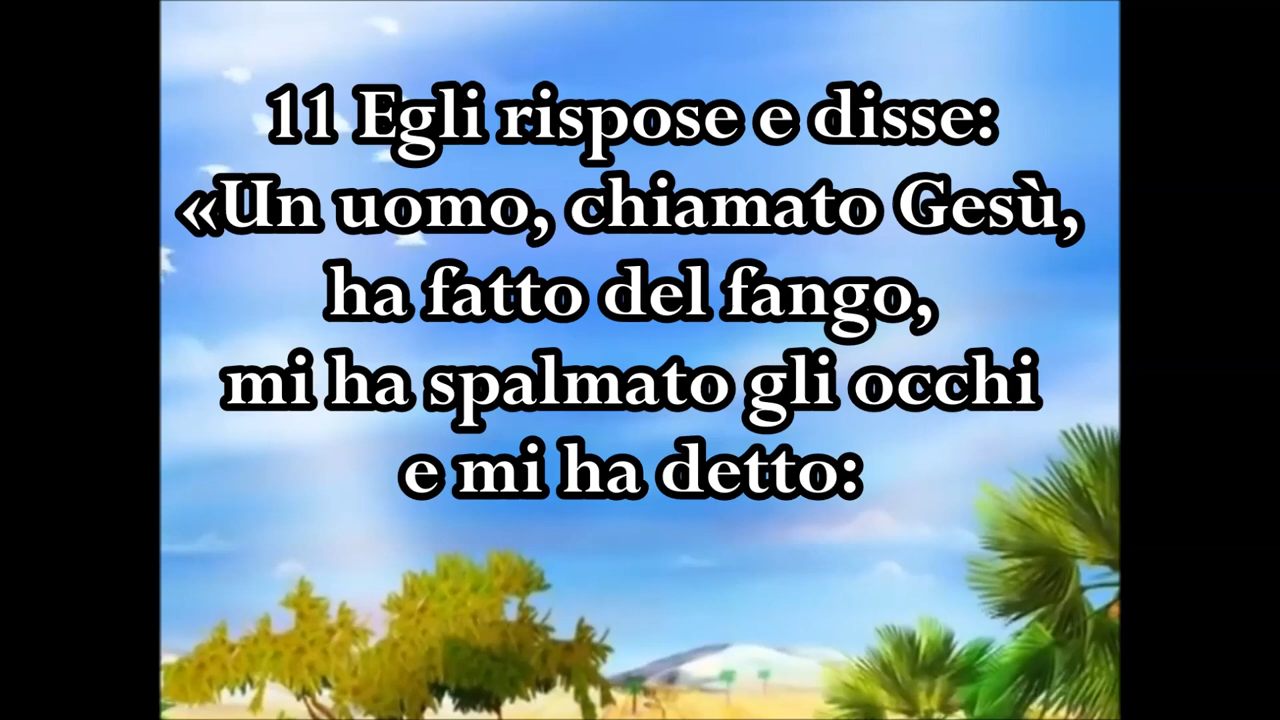 11 Egli rispose e disse:
«Un uomo, chiamato Gesù,
ha fatto del fango,
mi ha spalmato gli occhi
e mi ha detto: